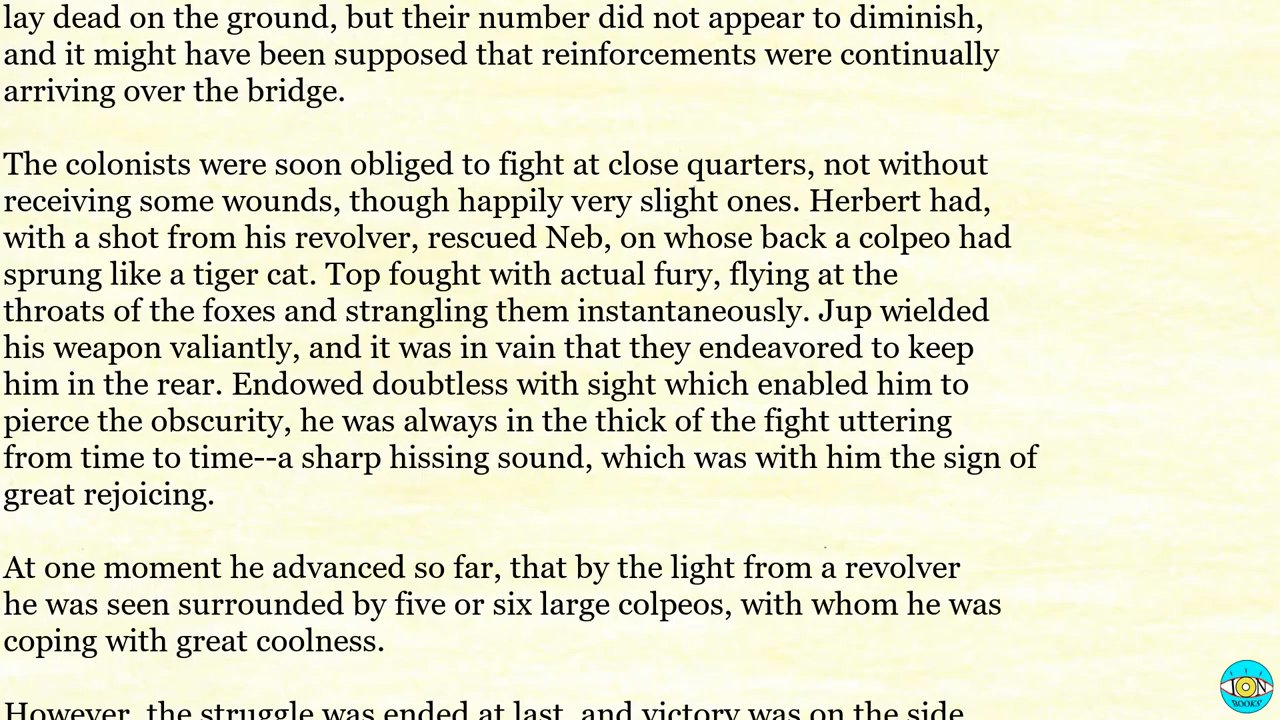 lay dead on the ground, but their number did not appear to diminish,
and it might have been supposed that reinforcements were continually
arriving over the bridge.
The colonists were soon obliged to fight at close quarters, not without
receiving some wounds, though happily very slight ones. Herbert had,
with a shot from his revolver, rescued Neb, on whose back a colpeo had
sprung like a tiger cat. Top fought with actual fury, flying at the
throats of the foxes and strangling them instantaneously. Jup wielded
his weapon valiantly, and it was in vain that they endeavored to keep
him in the rear. Endowed doubtless with sight which enabled him to
pierce the obscurity, he was always in the thick of the fight uttering
from time to time--a sharp hissing sound, which was with him the sign of
great rejoicing.
At one moment he advanced so far, that by the light from a revolver
he was seen surrounded by five or six large colpeos, with whom he was
coping with great coolness.
However, the struggle was ended at last, and victory was on the side
ION
BOOKS